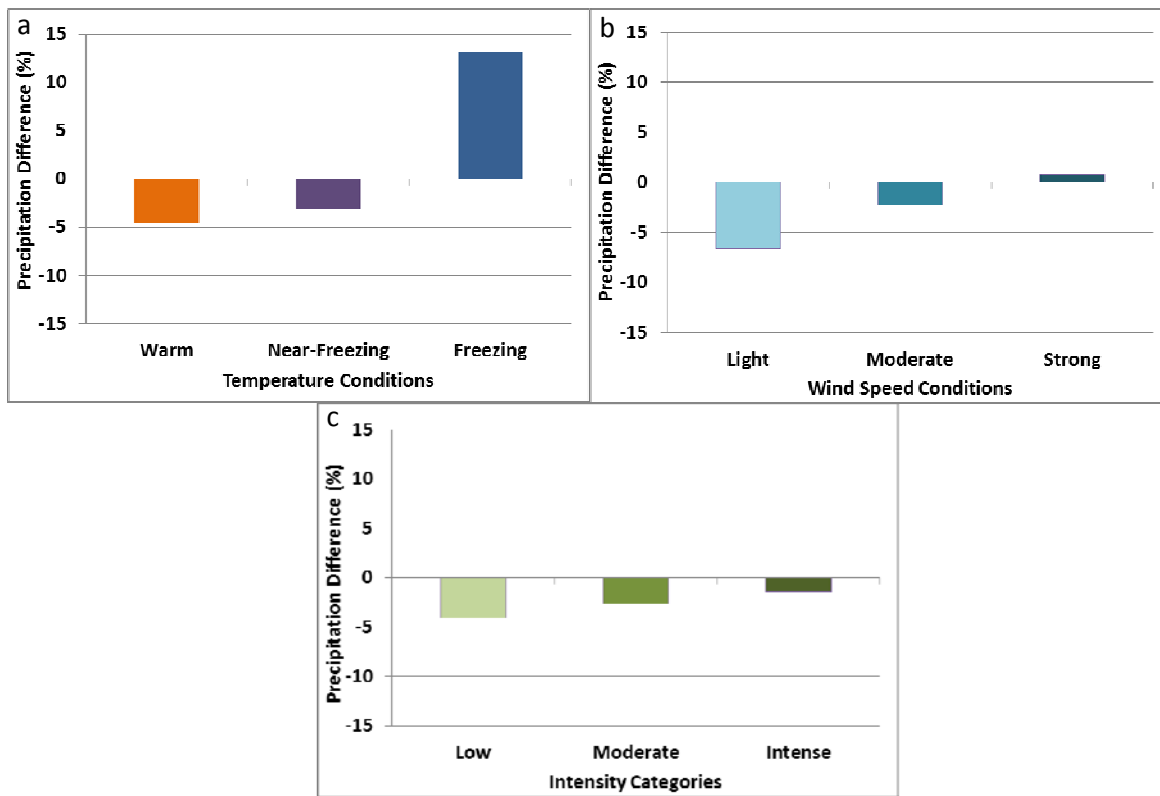 a
Precipitation Difference (%)
15
10
5
0
-5
-10
-15
Warm Near-Freezing Freezing
Temperature Conditions
b
Precipitation Difference (%)
15
10
5
0
-5
-10
-15
Light Moderate Strong
Wind Speed Conditions
c
Precipitation Difference (%)
15
10
5
0
-5
-10
-15
Low Moderate Intense
Intensity Categories